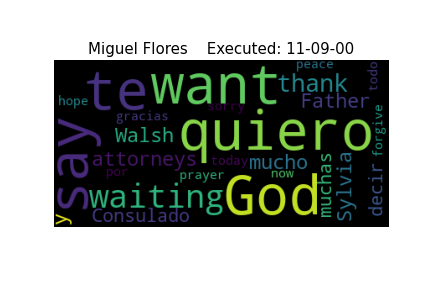 Miguel Flores    Executed: 11-09-00
peace
te want thank todo
hope Father
gracias sorry
say Walsh quiero forgive
attorneys today mucho
por prayer now
waiting God muchas Sylvia decir
Consulado
y